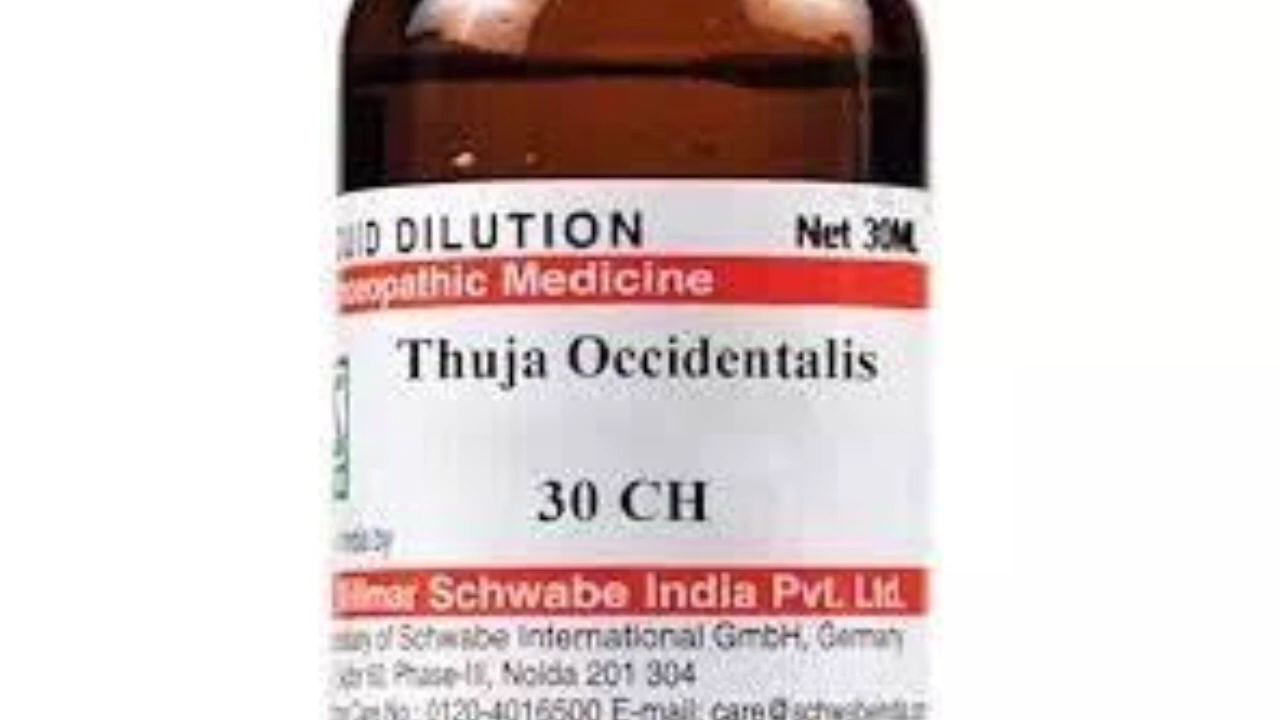 DILUTION Net 30ML
Medicine
Thuja Occidentalis
30 CH
Schwabe India Pvt. Ltd.
of Schwabe International GmbH, Germany
Phase-III, Noida 201 304
0120-4016500 E-mail: care@